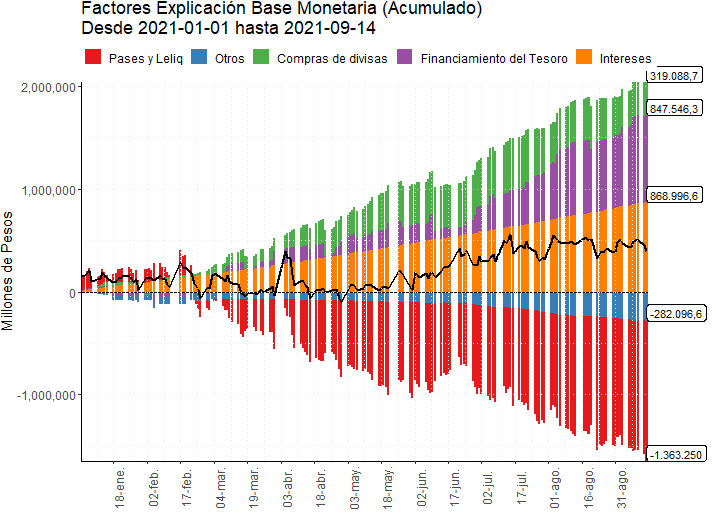 Factores Explicación Base Monetaria (Acumulado)
Desde 2021-01-01 hasta 2021-09-14
Pases y Leliq Otros Compras de divisas Financiamiento del Tesoro Intereses
319.088,7
2,000,000
847.546,3
1,000,000
868.996,6
Millones de Pesos
0
-282.096,6
-1,000,000
-1.363.250
18-ene. 02-feb. 17-feb. 04-mar. 19-mar. 03-abr. 18-abr. 03-may. 18-may. 02-jun. 17-jun. 02-jul. 17-jul. 01-ago. 16-ago. 31-ago.